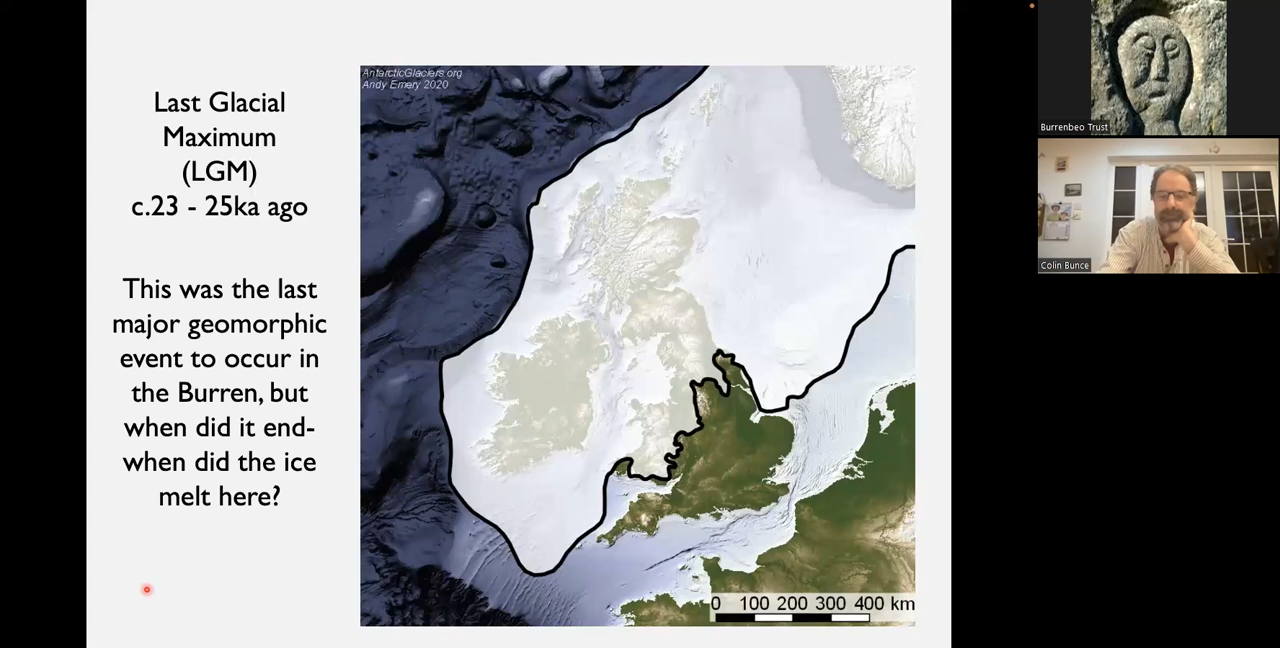 Last Glacial
Maximum
(LGM)
c.23 - 25ka ago
This was the last
major geomorphic
event to occur in
the Burren, but
when did it end-
when did the ice
melt here?
AntarcticGlaciers.org
Andy Emery 2020
0 100 200 300 400 km
Burrenbeo Trust
Colin Bunce